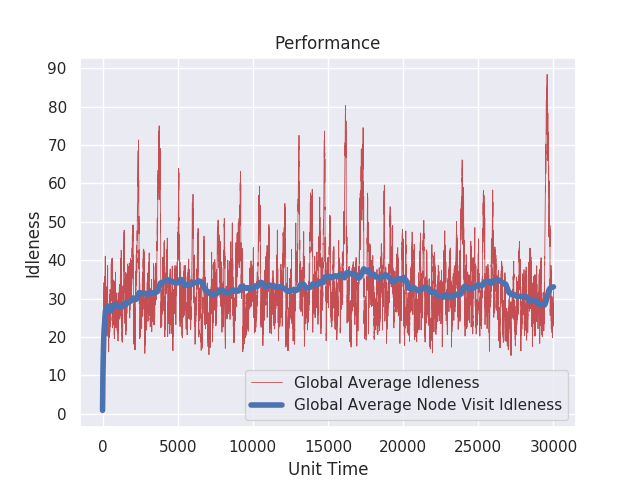 Performance
90
80
70
60
50
40
30
20
10
0
Idleness
Global Average Idleness
Global Average Node Visit Idleness
0 5000 10000 15000 20000 25000 30000
Unit Time